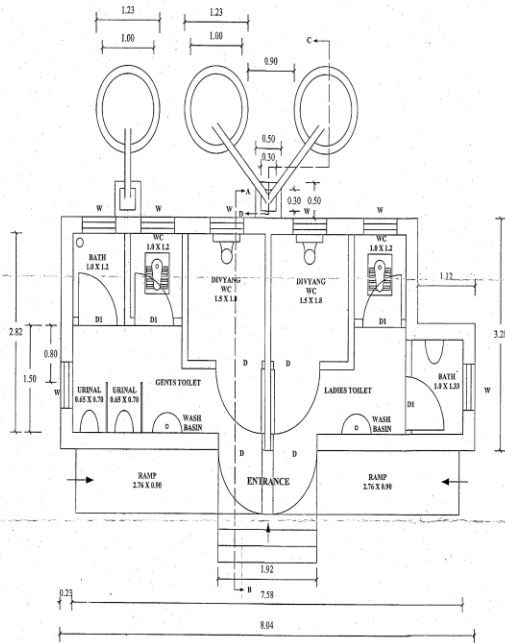 1.23
1.23
C
1.00
1.00
0.90
0.50
0.30
A
D
0.30
0.50
W
W
W
W
W
WC
1.0 X 1.2
WC
1.0 X 1.2
BATH
1.0 X 1.2
DIVYANG
WC
1.5 X 1.8
DIVYANG
WC
1.5 X 1.8
1.12
2.82
D1
D1
D1
0.80
1.50
W
GENTS TOILET
D
D
LADIES TOILET
BATH
1.0 X 1.33
W
D1
URINAL
0.65 X 0.70
URINAL
0.65 X 0.70
WASH
BASIN
WASH
BASIN
D
D
RAMP
2.76 X 0.90
ENTRANCE
RAMP
2.76 X 0.90
1.92
B
0.23
7.58
8.04